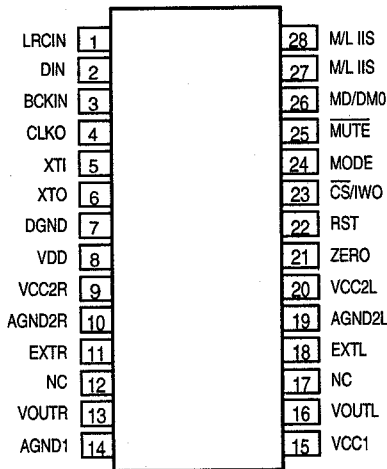 LRCIN 1 28 M/L IIS
DIN 2 27 M/L IIS
BCKIN 3 26 MD/DM0
CLKO 4 25 MUTE
XTI 5 24 MODE
XTO 6 23 CS/IWO
DGND 7 22 RST
VDD 8 21 ZERO
VCC2R 9 20 VCC2L
AGND2R 10 19 AGND2L
EXTR 11 18 EXTL
NC 12 17 NC
VOUTR 13 16 VOUTL
AGND1 14 15 VCC1